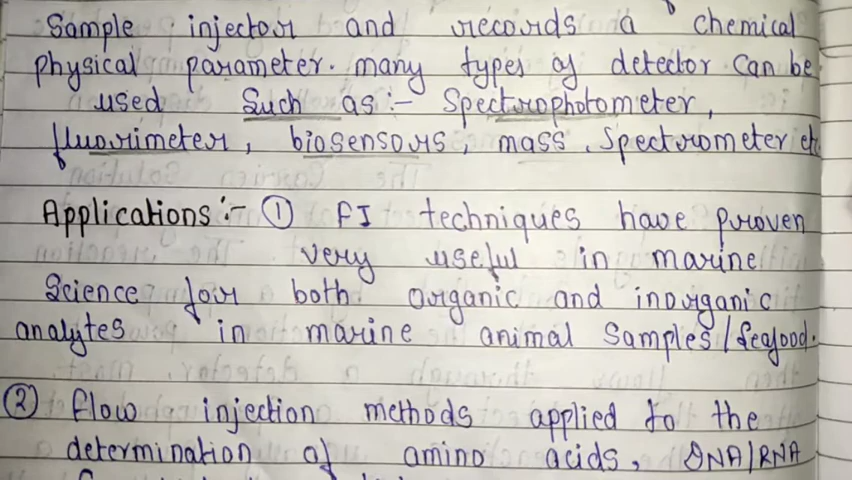 Sample injector and records a chemical
physical parameter. many types of detector can be
used such as :- Spectrophotometer,
fluorimeter, biosensors, mass, Spectrometer etc
Applications :- ① FI techniques have proven
very useful in marine
Science for both organic and inorganic
analytes in marine animal Samples/Seafood.
② flow injection methods applied to the
determination of amino acids, DNA/RNA